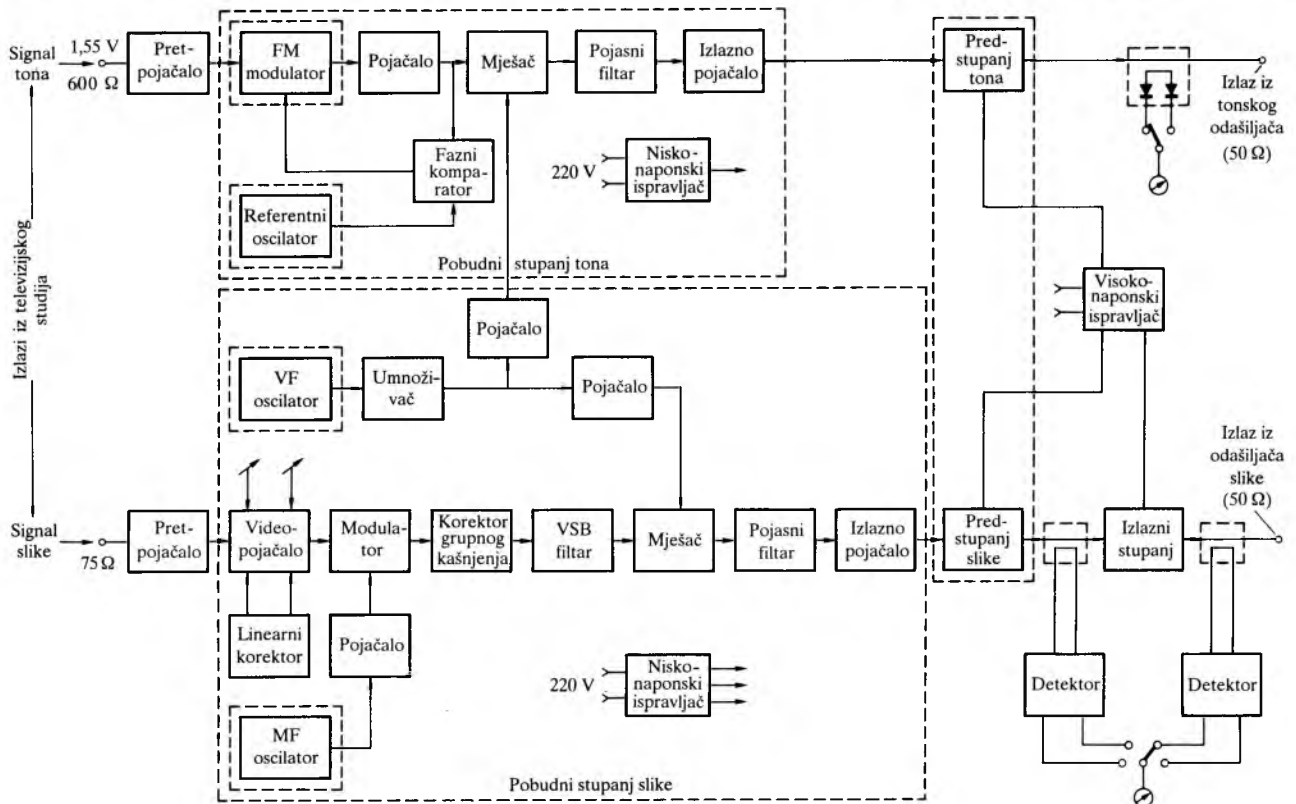 Signal
tona
1,55 V
600 Ω
Pret-
pojačalo
FM
modulator
Pojačalo
Mješač
Pojasni
filtar
Izlazno
pojačalo
Pred-
stupanj
tona
Izlaz iz
tonskog
odašiljača
(50 Ω)
Fazni
kompa-
rator
220 V
Nisko-
naponski
ispravljač
Referentni
oscilator
Pobudni stupanj tona
Izlazi iz televizijskog
studija
Visoko-
naponski
ispravljač
Pojačalo
VF
oscilator
Umnoži-
vač
Pojačalo
Izlaz iz
odašiljača
slike
(50 Ω)
Signal
slike
75 Ω
Pret-
pojačalo
Video-
pojačalo
Modula-
tor
Korektor
grupnog
kašnjenja
VSB
filtar
Mješač
Pojasni
filtar
Izlazno
pojačalo
Pred-
stupanj
slike
Izlazni
stupanj
Linearni
korektor
Pojačalo
220 V
Nisko-
naponski
ispravljač
Detektor
Detektor
MF
oscilator
Pobudni stupanj slike